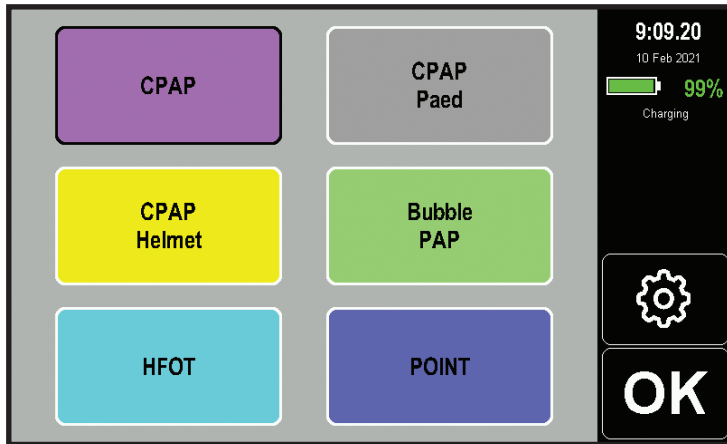 CPAP
CPAP
Paed
CPAP
Helmet
Bubble
PAP
HFOT
POINT
9:09.20
10 Feb 2021
99%
Charging
OK